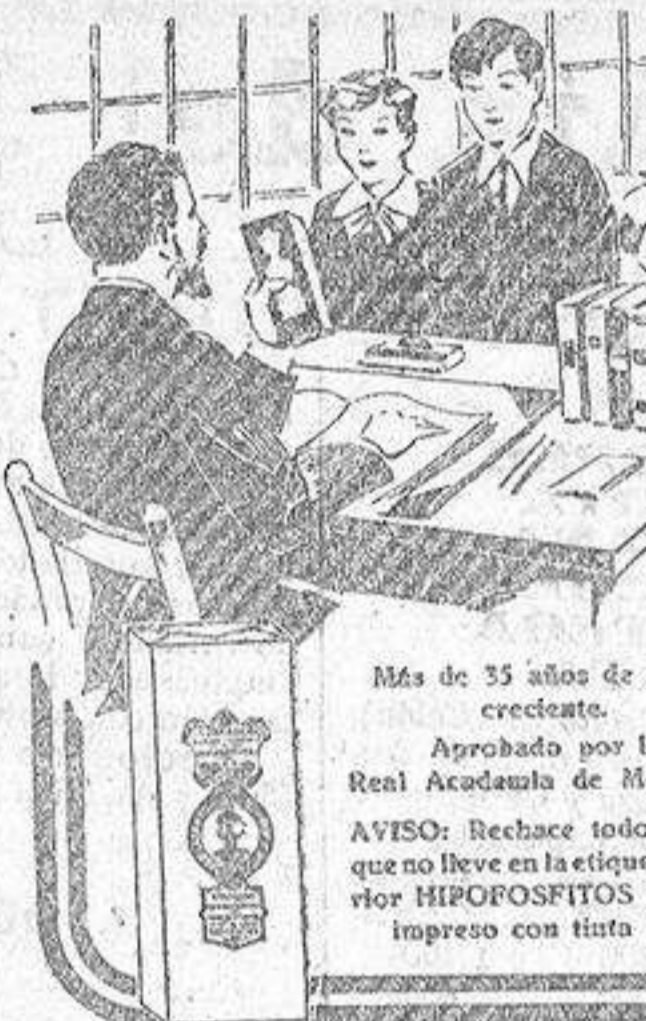 Más de 35 años de
creciente.
Aprobado por l
Real Academia de M
AVISO: Rechace todo
que no lleve en la etique
rior HIPOFOSFITOS
impreso con tinta